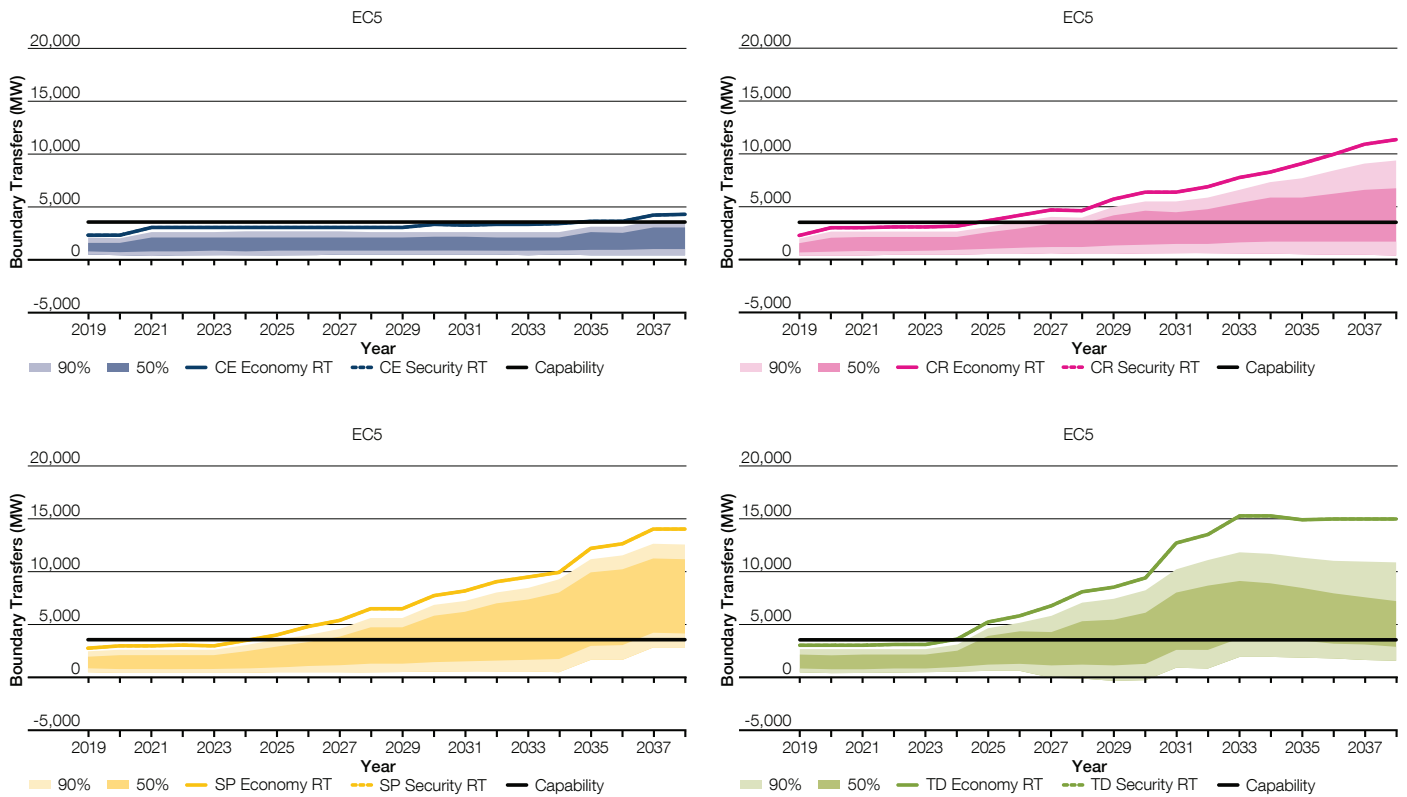 EC5
20,000
15,000
10,000
5,000
0
-5,000
Boundary Transfers (MW)
2019 2021 2023 2025 2027 2029 2031 2033 2035 2037
Year
90% 50% CE Economy RT CE Security RT Capability
EC5
20,000
15,000
10,000
5,000
0
-5,000
Boundary Transfers (MW)
2019 2021 2023 2025 2027 2029 2031 2033 2035 2037
Year
90% 50% CR Economy RT CR Security RT Capability
EC5
20,000
15,000
10,000
5,000
0
-5,000
Boundary Transfers (MW)
2019 2021 2023 2025 2027 2029 2031 2033 2035 2037
Year
90% 50% SP Economy RT SP Security RT Capability
EC5
20,000
15,000
10,000
5,000
0
-5,000
Boundary Transfers (MW)
2019 2021 2023 2025 2027 2029 2031 2033 2035 2037
Year
90% 50% TD Economy RT TD Security RT Capability